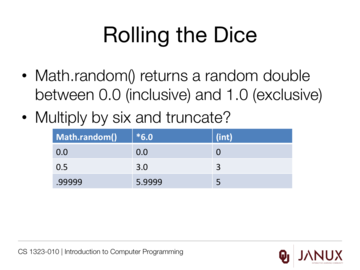 Rolling the Dice
• Math.random() returns a random double
between 0.0 (inclusive) and 1.0 (exclusive)
• Multiply by six and truncate?
Math.random() *6.0 (int)
0.0 0.0 0
0.5 3.0 3
.99999 5.9999 5
CS 1323-010 | Introduction to Computer Programming
JANUX